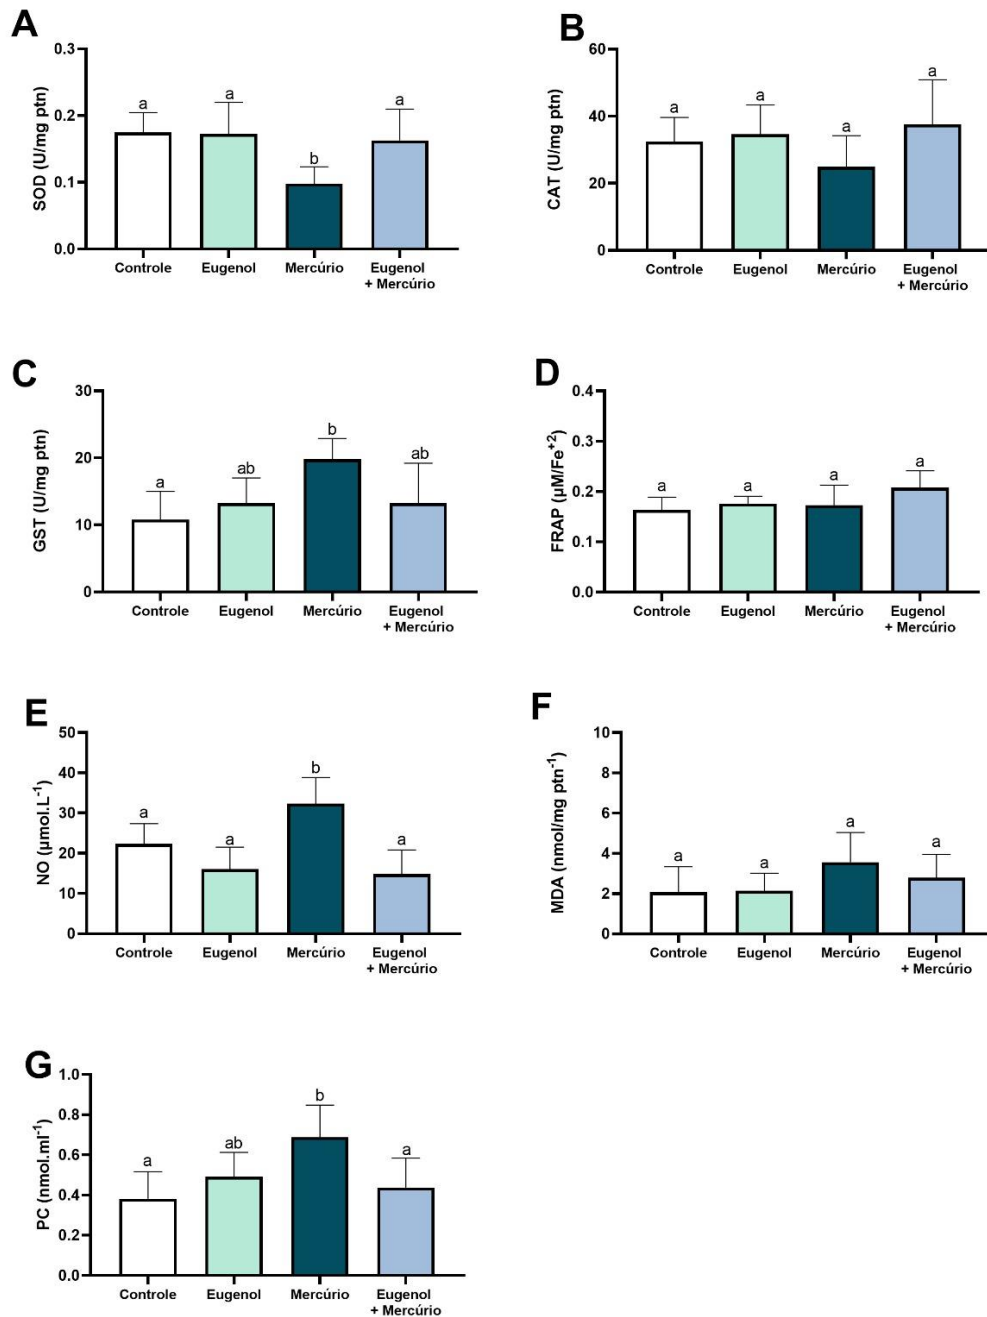 A
SOD (U/mg ptn)
0.3
0.2
0.1
0.0
a
a
b
a
Controle
Eugenol
Mercúrio
Eugenol
+ Mercúrio
B
CAT (U/mg ptn)
60
40
20
0
a
a
a
a
Controle
Eugenol
Mercúrio
Eugenol
+ Mercúrio
C
GST (U/mg ptn)
30
20
10
0
a
ab
b
ab
Controle
Eugenol
Mercúrio
Eugenol
+ Mercúrio
D
FRAP (µM/Fe⁺²)
0.4
0.3
0.2
0.1
0.0
a
a
a
a
Controle
Eugenol
Mercúrio
Eugenol
+ Mercúrio
E
NO (µmol.L⁻¹)
50
40
30
20
10
0
a
a
b
a
Controle
Eugenol
Mercúrio
Eugenol
+ Mercúrio
F
MDA (nmol/mg ptn⁻¹)
10
8
6
4
2
0
a
a
a
a
Controle
Eugenol
Mercúrio
Eugenol
+ Mercúrio
G
PC (nmol.ml⁻¹)
1.0
0.8
0.6
0.4
0.2
0.0
a
ab
b
a
Controle
Eugenol
Mercúrio
Eugenol
+ Mercúrio